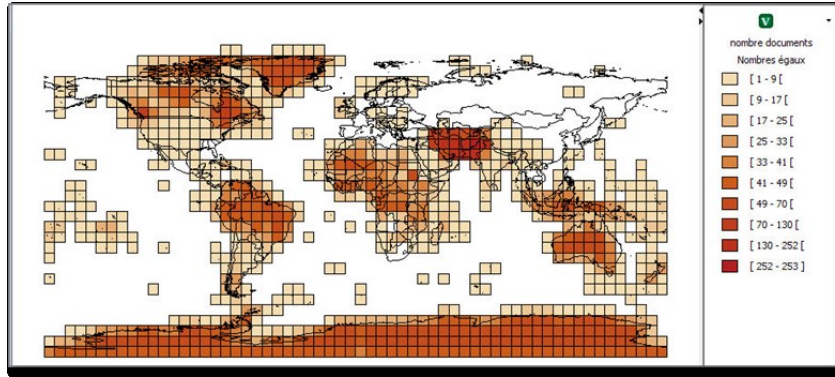 V
nombre documents
Nombres égaux
[ 1 - 9 [
[ 9 - 17 [
[ 17 - 25 [
[ 25 - 33 [
[ 33 - 41 [
[ 41 - 49 [
[ 49 - 70 [
[ 70 - 130 [
[ 130 - 252 [
[ 252 - 253 ]